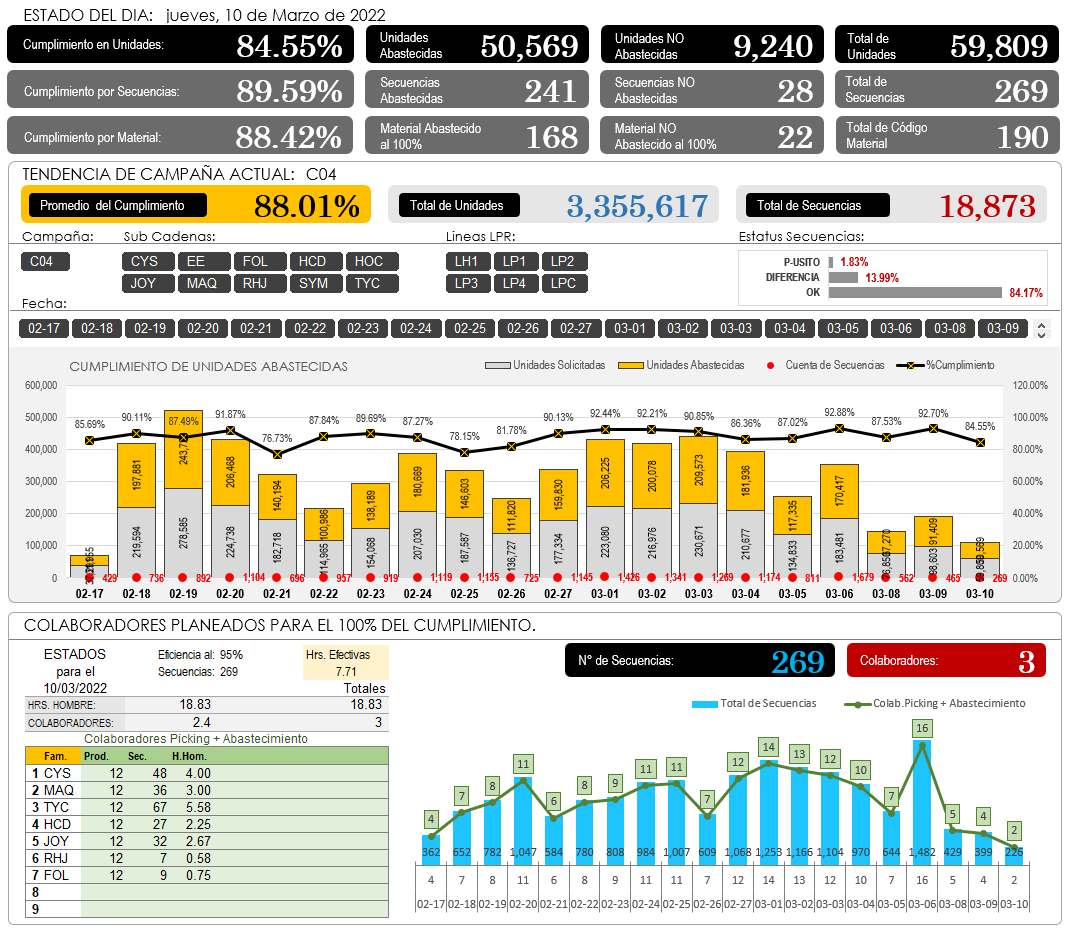 ESTADO DEL DIA: jueves, 10 de Marzo de 2022
Cumplimiento en Unidades: 84.55%
Unidades Abastecidas 50,569
Unidades NO Abastecidas 9,240
Total de Unidades 59,809
Cumplimiento por Secuencias: 89.59%
Secuencias Abastecidas 241
Secuencias NO Abastecidas 28
Total de Secuencias 269
Cumplimiento por Material: 88.42%
Material Abastecido al 100% 168
Material NO Abastecido al 100% 22
Total de Código Material 190
TENDENCIA DE CAMPAÑA ACTUAL: C04
Promedio del Cumplimiento 88.01%
Total de Unidades 3,355,617
Total de Secuencias 18,873
Campaña: Sub Cadenas: Lineas LPR: Estatus Secuencias:
C04 CYS EE FOL HCD HOC LH1 LP1 LP2
JOY MAQ RHJ SYM TYC LP3 LP4 LPC
P-USITO 1.83%
DIFERENCIA 13.99%
OK 84.17%
Fecha:
02-17 02-18 02-19 02-20 02-21 02-22 02-23 02-24 02-25 02-26 02-27 03-01 03-02 03-03 03-04 03-05 03-06 03-08 03-09
CUMPLIMIENTO DE UNIDADES ABASTECIDAS
Unidades Solicitadas Unidades Abastecidas Cuenta de Secuencias %Cumplimiento
600,000 500,000 400,000 300,000 200,000 100,000 0
120.00% 100.00% 80.00% 60.00% 40.00% 20.00% 0.00%
85.69% 90.11% 87.49% 91.87% 76.73% 87.84% 89.69% 87.27% 78.15% 81.78% 90.13% 92.44% 92.21% 90.85% 86.36% 87.02% 92.88% 87.53% 92.70% 84.55%
197,881 206,468 140,194 100,986 138,189 180,669 146,603 111,820 159,830 206,225 200,078 209,573 181,936 117,335 170,417 67,270 91,409
219,594 278,585 224,738 182,718 114,965 154,068 207,030 187,587 136,727 177,334 223,080 216,976 230,671 210,677 134,833 183,481 98,603
429 736 892 1,104 696 957 919 1,119 1,155 725 1,145 1,426 1,341 1,269 1,174 811 1,679 562 465 269
02-17 02-18 02-19 02-20 02-21 02-22 02-23 02-24 02-25 02-26 02-27 03-01 03-02 03-03 03-04 03-05 03-06 03-08 03-09 03-10
COLABORADORES PLANEADOS PARA EL 100% DEL CUMPLIMIENTO.
ESTADOS para el 10/03/2022
Eficiencia al: 95%
Secuencias: 269
Hrs. Efectivas
7.71
Totales
HRS. HOMBRE: 18.83 18.83
COLABORADORES: 2.4 3
Colaboradores Picking + Abastecimiento
Fam. Prod. Sec. H.Hom.
1 CYS 12 48 4.00
2 MAQ 12 36 3.00
3 TYC 12 67 5.58
4 HCD 12 27 2.25
5 JOY 12 32 2.67
6 RHJ 12 7 0.58
7 FOL 12 9 0.75
8
9
N° de Secuencias: 269
Colaboradores: 3
Total de Secuencias Colab.Picking + Abastecimiento
4 7 8 11 6 8 9 11 11 7 12 14 13 12 10 7 16 5 4 2
362 652 782 1,047 584 780 808 984 1,007 609 1,068 1,253 1,166 1,104 970 644 1,482 429 399 226
4 7 8 11 6 8 9 11 11 7 12 14 13 12 10 7 16 5 4 2
02-17 02-18 02-19 02-20 02-21 02-22 02-23 02-24 02-25 02-26 02-27 03-01 03-02 03-03 03-04 03-05 03-06 03-08 03-09 03-10